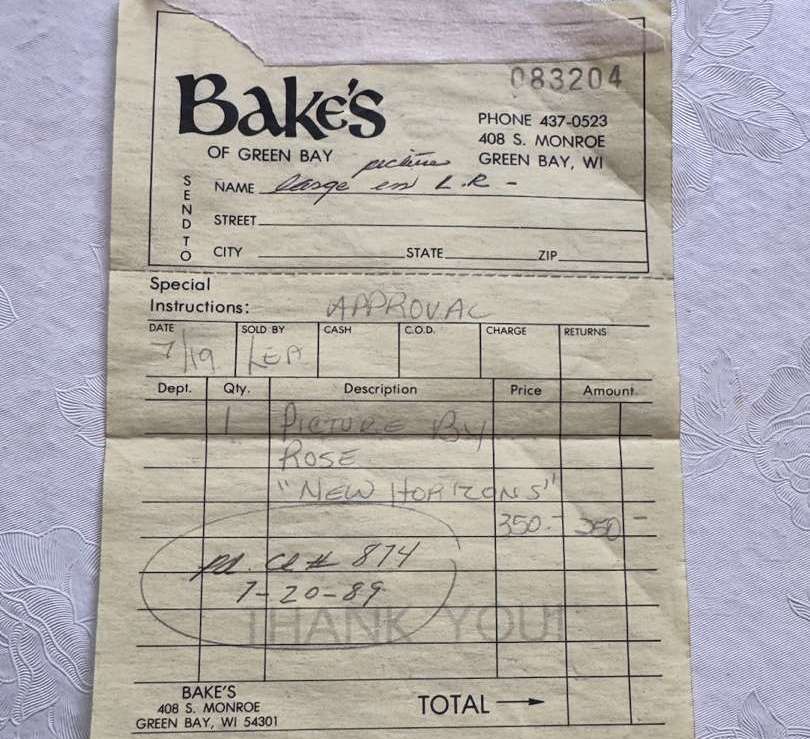 083204
BAKE'S
OF GREEN BAY
PHONE 437-0523
408 S. MONROE
GREEN BAY, WI
SEND TO
picture
NAME large in L.R -
STREET
CITY STATE ZIP
Special
Instructions: APPROVAL
DATE SOLD BY CASH C.O.D. CHARGE RETURNS
7/19 LEA
Dept. Qty. Description Price Amount
1 PICTURE BY
ROSE
"NEW HORIZONS"
350.- 350 -
pd. Ck # 874
7-20-89
THANK YOU!
BAKE'S
408 S. MONROE
GREEN BAY, WI 54301
TOTAL